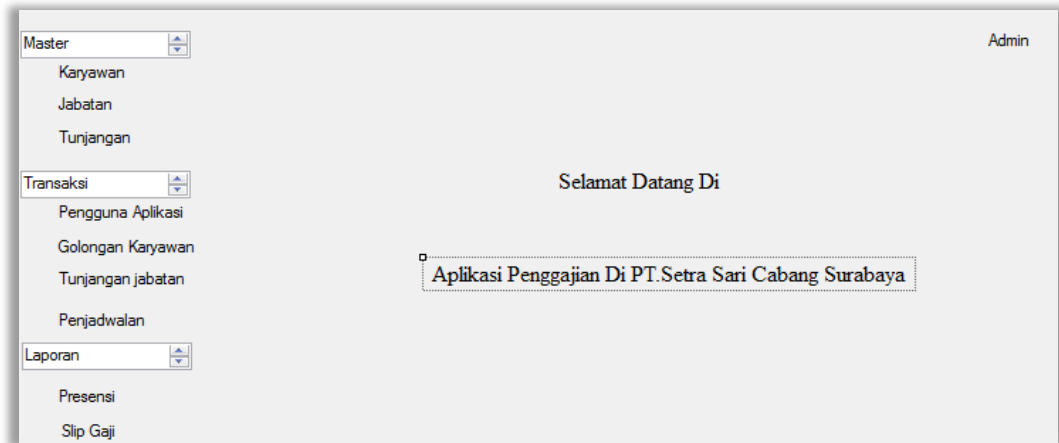 Master
Admin
Karyawan
Jabatan
Tunjangan
Transaksi
Selamat Datang Di
Pengguna Aplikasi
Golongan Karyawan
Tunjangan jabatan
Aplikasi Penggajian Di PT.Setra Sari Cabang Surabaya
Penjadwalan
Laporan
Presensi
Slip Gaji